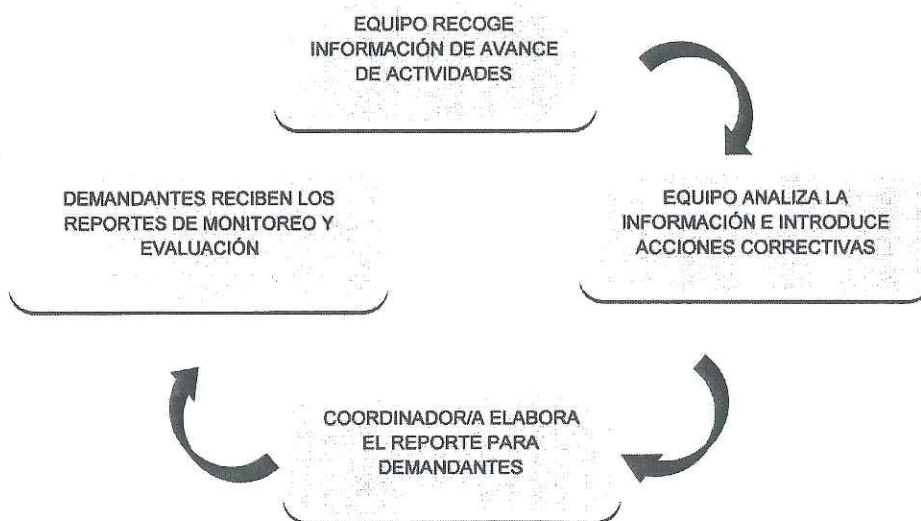 EQUIPO RECOGE
INFORMACIÓN DE AVANCE
DE ACTIVIDADES
EQUIPO ANALIZA LA
INFORMACIÓN E INTRODUCE
ACCIONES CORRECTIVAS
COORDINADOR/A ELABORA
EL REPORTE PARA
DEMANDANTES
DEMANDANTES RECIBEN LOS
REPORTES DE MONITOREO Y
EVALUACIÓN